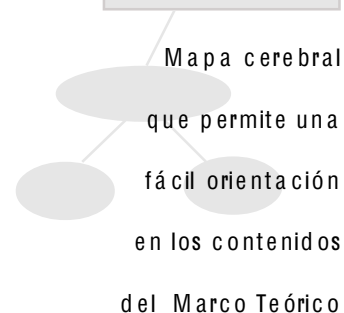 Mapa cerebral
que permite una
fácil orientación
en los contenidos
del Marco Teórico